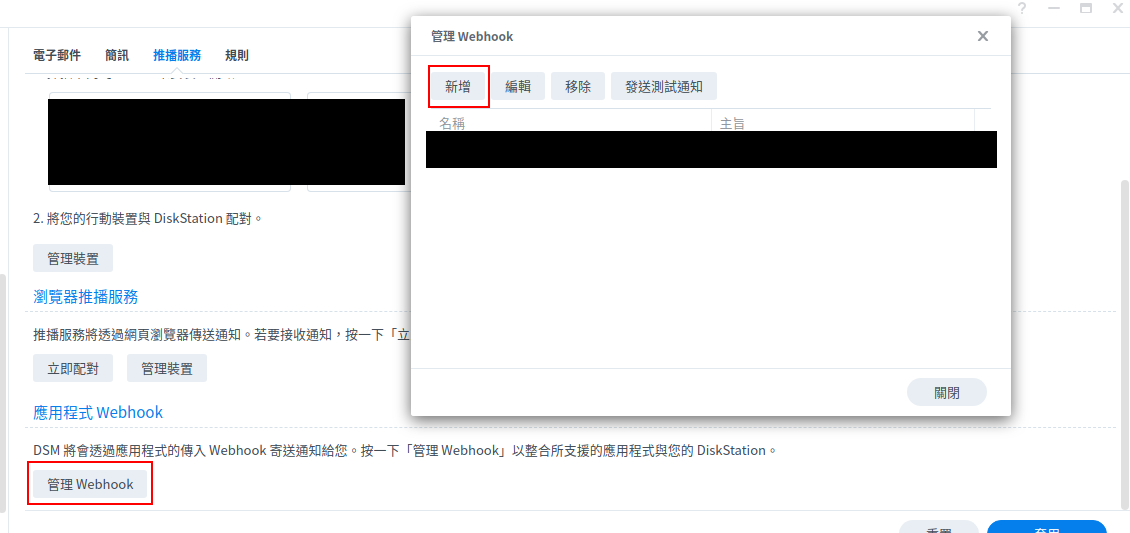 電子郵件 簡訊 推播服務 規則
2. 將您的行動裝置與 DiskStation 配對。
管理裝置
瀏覽器推播服務
推播服務將透過網頁瀏覽器傳送通知。若要接收通知，按一下「立
立即配對 管理裝置
應用程式 Webhook
DSM 將會透過應用程式的傳入 Webhook 寄送通知給您。按一下「管理 Webhook」以整合所支援的應用程式與您的 DiskStation。
管理 Webhook
重置 套用
管理 Webhook
新增 編輯 移除 發送測試通知
名稱 主旨
關閉